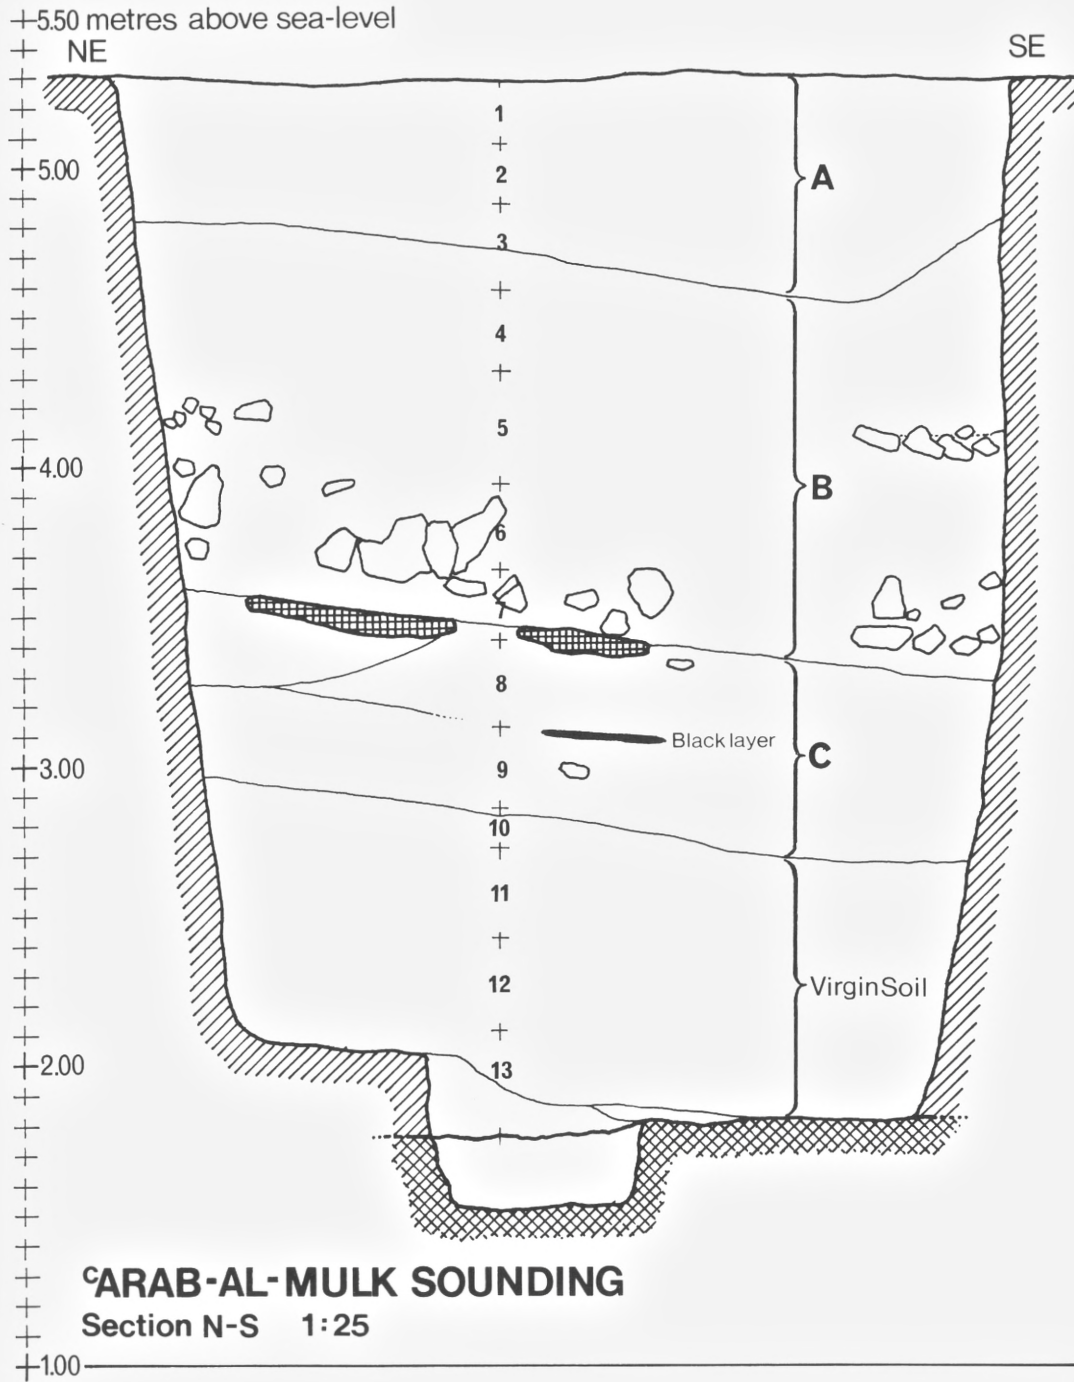 5.50 metres above sea-level
NE
SE
1
5.00
2
A
3
4
5
4.00
B
6
7
8
Black layer
C
3.00
9
10
11
12
Virgin Soil
2.00
13
ᶜARAB-AL-MULK SOUNDING
Section N-S 1:25
1.00